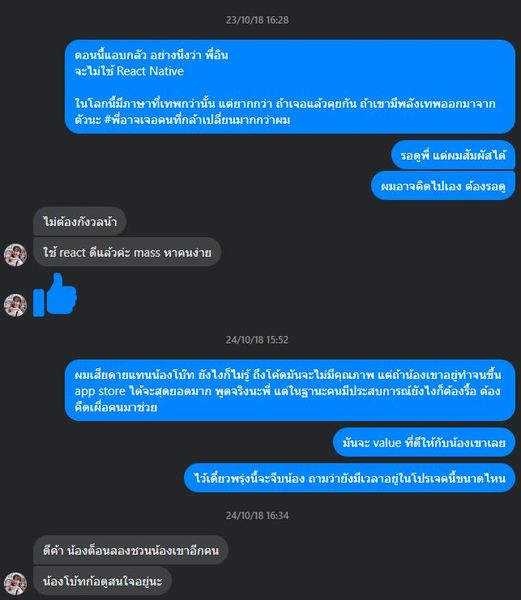 23/10/18 16:28
ตอนนี้แอบกลัว อย่างนึงว่า พี่อิน
จะไม่ใช้ React Native
ในโลกนี้มีภาษาที่เทพกว่านั้น แต่ยากกว่า ถ้าเจอแล้วคุยกัน ถ้าเขามีพลังเทพออกมาจาก
ตัวนะ #พี่อาจเจอคนที่กล้าเปลี่ยนมากกว่าผม
รอดูพี่ แต่ผมสัมผัสได้
ผมอาจคิดไปเอง ต้องรอดู
ไม่ต้องกังวลน้า
ใช้ react ดีแล้วค่ะ mass หาคนง่าย
24/10/18 15:52
ผมเสียดายแทนน้องโบ๊ท ยังไงก็ไม่รู้ ถึงโค้ดมันจะไม่มีคุณภาพ แต่ถ้าน้องเขาอยู่ทำจนขึ้น
app store ได้จะสุดยอดมาก พูดจริงนะพี่ แต่ในฐานะคนมีประสบการณ์ยังไงก็ต้องรื้อ ต้อง
คิดเผื่อคนมาช่วย
มันจะ value ที่ดีให้กับน้องเขาเลย
ไว้เดี๋ยวพรุ่งนี้จะจีบน้อง ถามว่ายังมีเวลาอยู่ในโปรเจคนี้ขนาดไหน
24/10/18 16:34
ดีค้า น้องต็อนลองชวนน้องเขาอีกคน
น้องโบ้ทก้อดูสนใจอยู่นะ